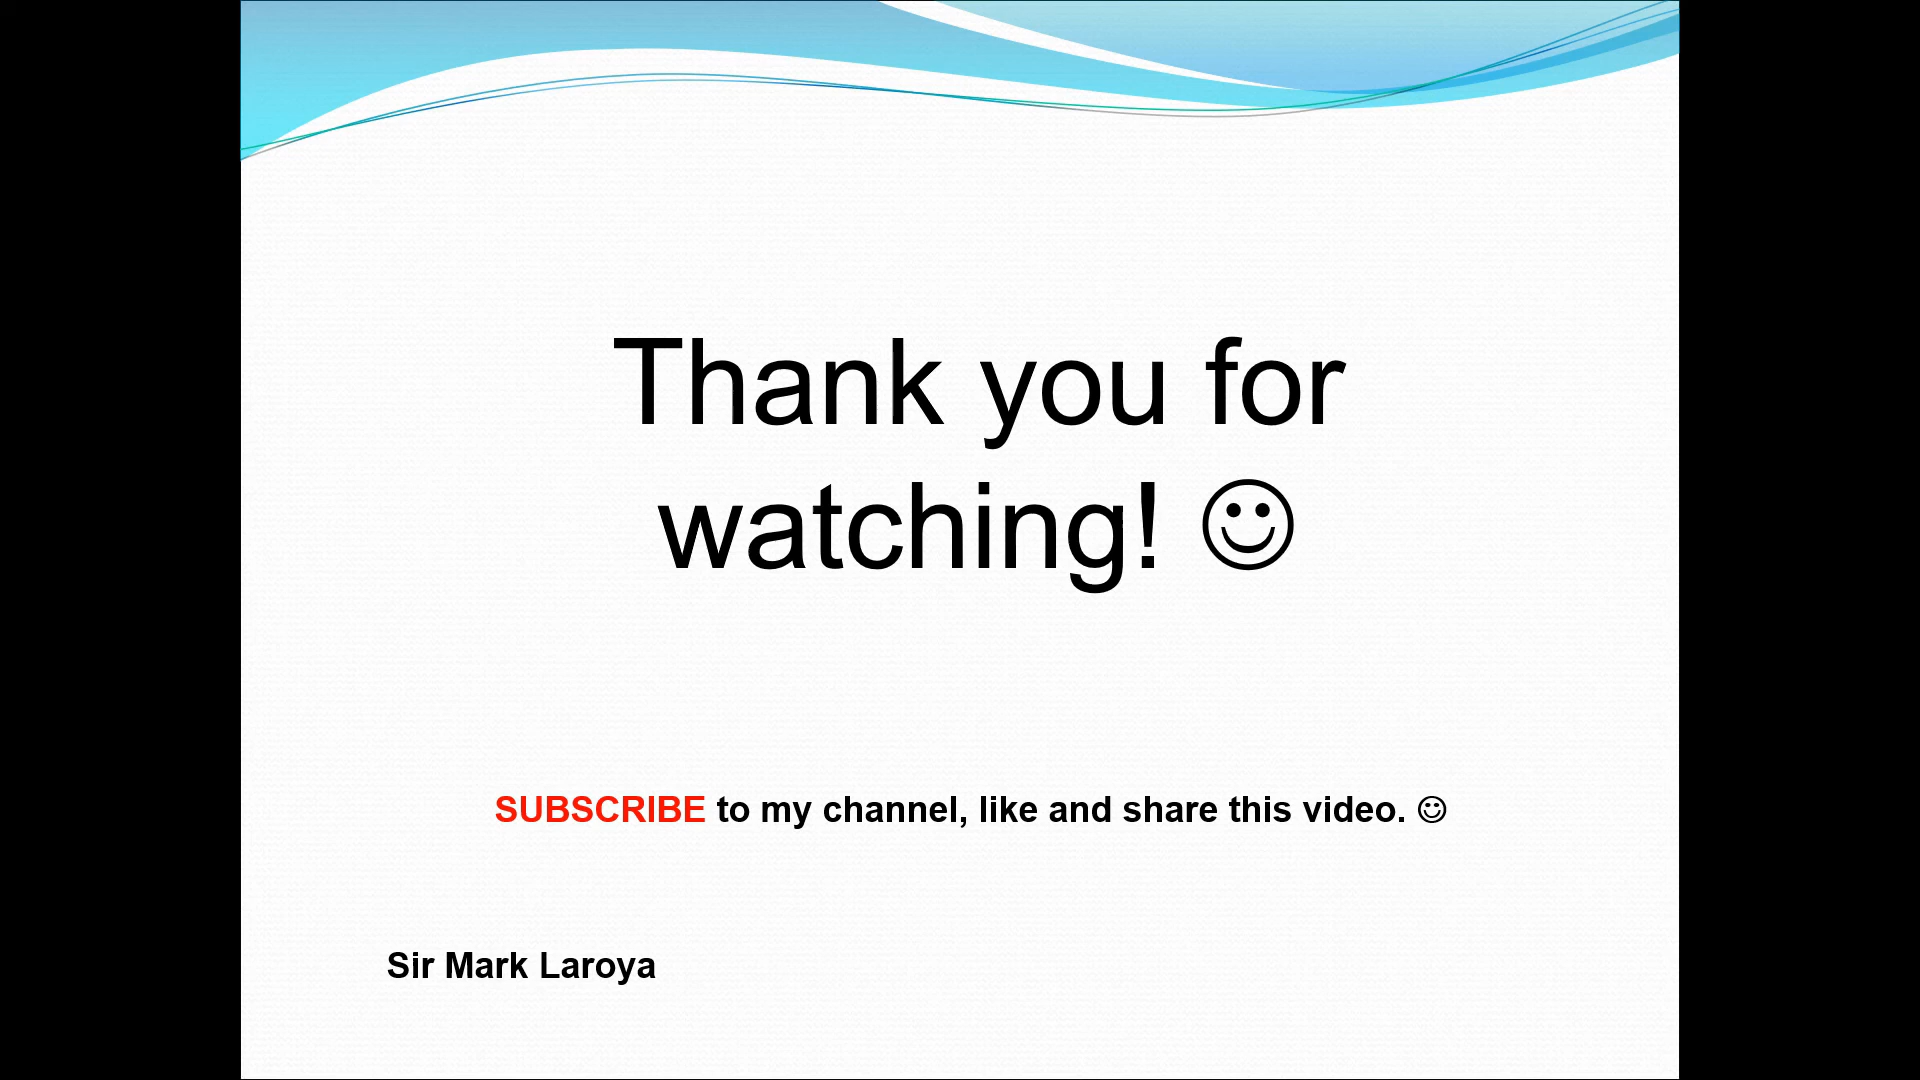 Thank you for
watching! ☺
SUBSCRIBE to my channel, like and share this video. ☺
Sir Mark Laroya